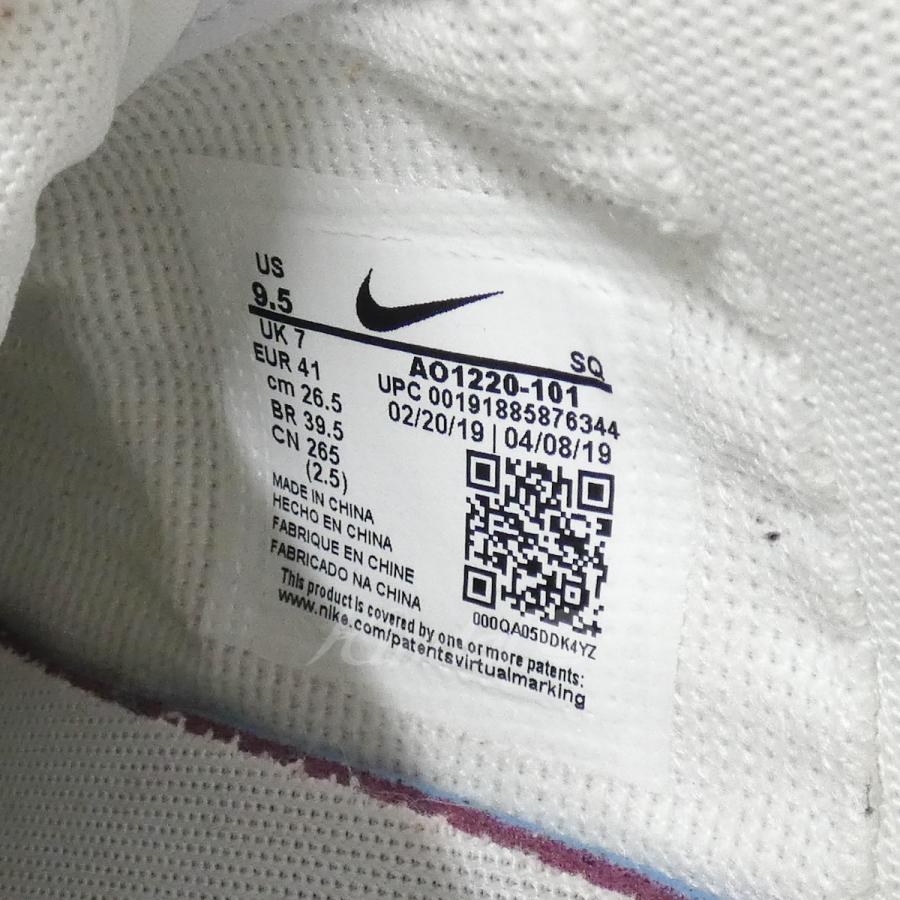 US
9.5
SQ
UK 7
EUR 41
cm 26.5
BR 39.5
CN 265
(2.5)
AO1220-101
UPC 00191885876344
02/20/19 | 04/08/19
MADE IN CHINA
HECHO EN CHINA
FABRIQUE EN CHINE
FABRICADO NA CHINA
000QA05DDK4YZ
This product is covered by one or more patents:
www.nike.com/patentsvirtualmarking